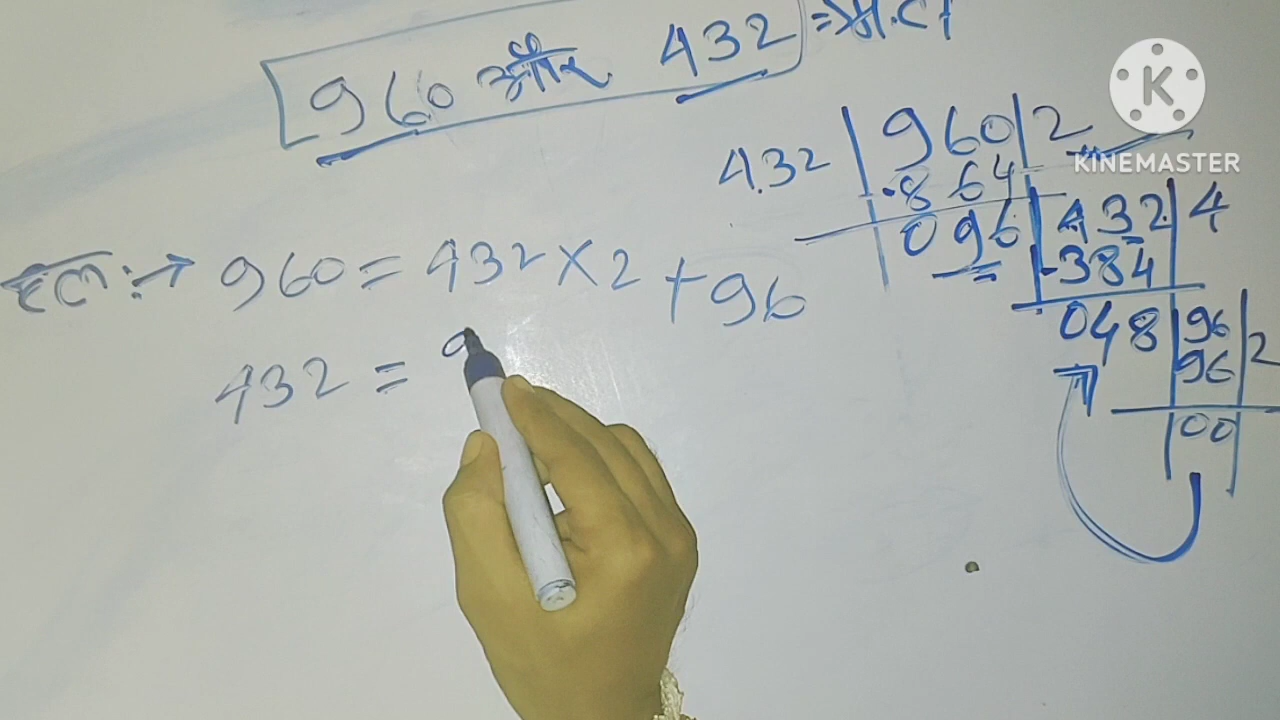 960 और 432 = म.स
432 960 2
864
096 432 4
384
048 96 2
96
00
हल :→ 960 = 432 × 2 + 96
432 = 9
K
KINEMASTER